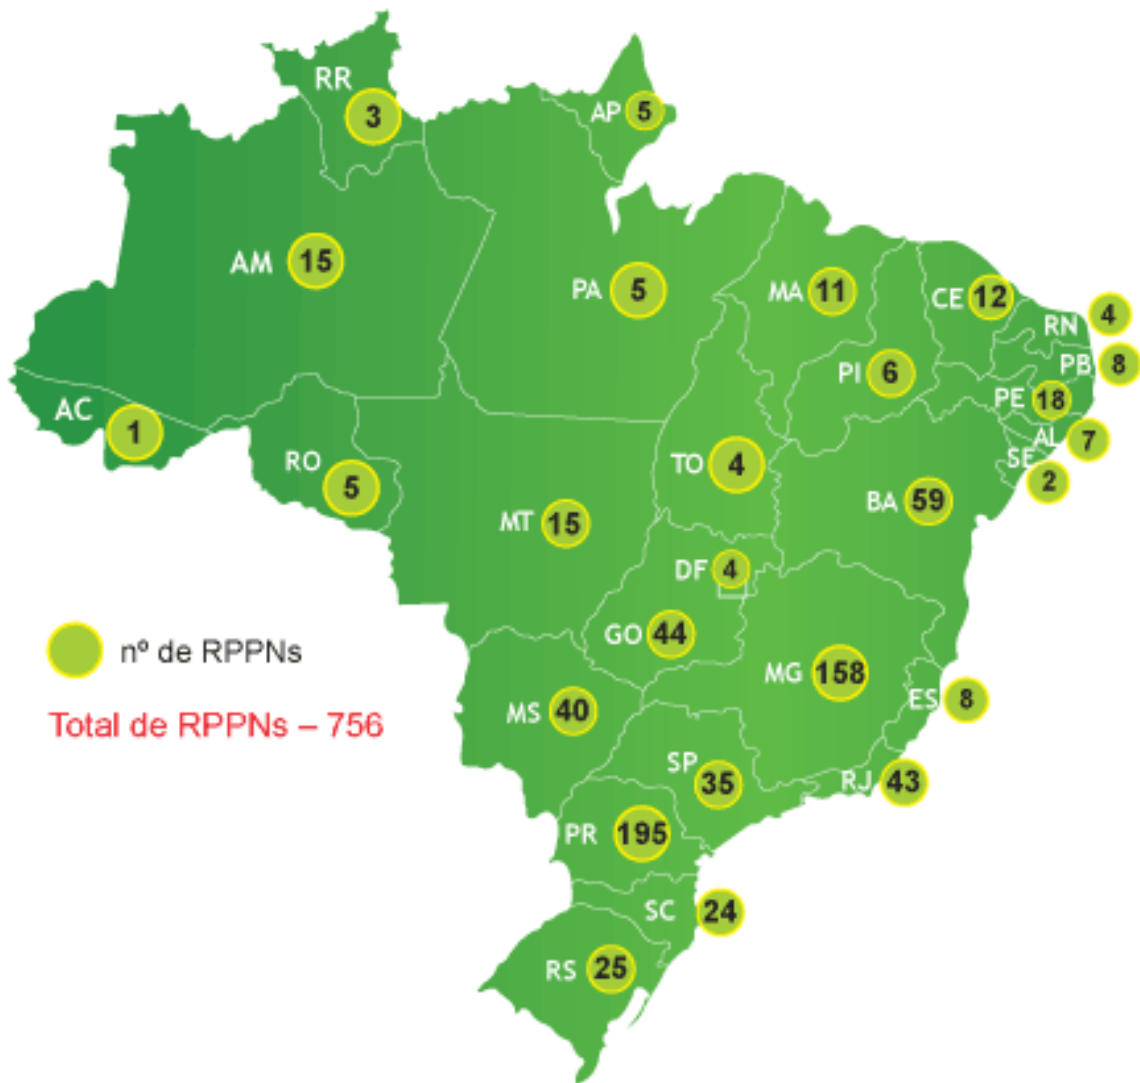 RR
3
AP
5
AM
15
PA
5
MA
11
CE
12
RN
4
PB
8
PI
6
PE
18
AL
7
SE
2
AC
1
RO
5
TO
4
BA
59
MT
15
DF
4
GO
44
MG
158
ES
8
MS
40
SP
35
RJ
43
PR
195
SC
24
RS
25
nº de RPPNs
Total de RPPNs – 756